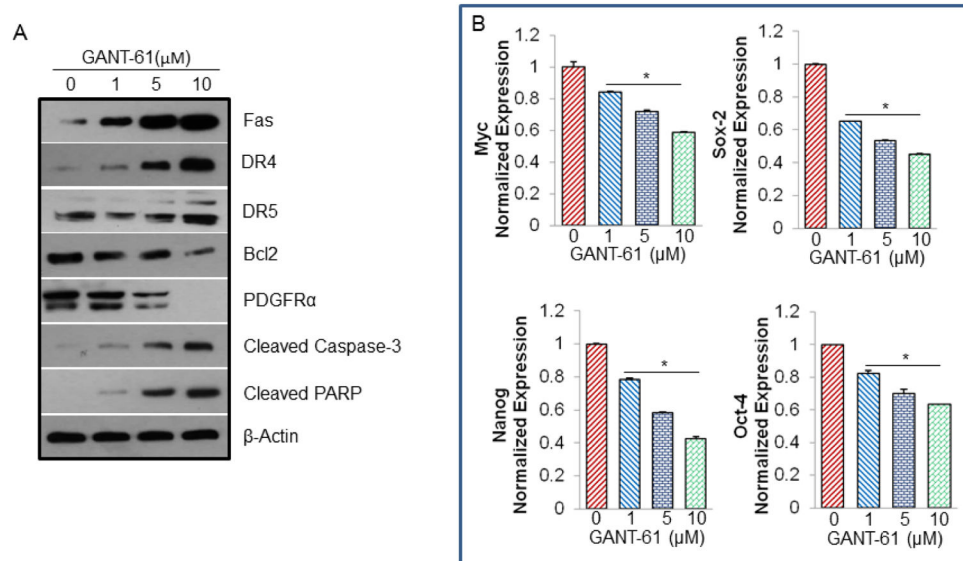 A
GANT-61(μM)
0 1 5 10
Fas
DR4
DR5
Bcl2
PDGFRα
Cleaved Caspase-3
Cleaved PARP
β-Actin
B
Myc
Normalized Expression
1.2
1
0.8
0.6
0.4
0.2
0
*
0 1 5 10
GANT-61 (μM)
Sox-2
Normalized Expression
1.2
1
0.8
0.6
0.4
0.2
0
*
0 1 5 10
GANT-61 (μM)
Nanog
Normalized Expression
1.2
1
0.8
0.6
0.4
0.2
0
*
0 1 5 10
GANT-61 (μM)
Oct-4
Normalized Expression
1.2
1
0.8
0.6
0.4
0.2
0
*
0 1 5 10
GANT-61 (μM)